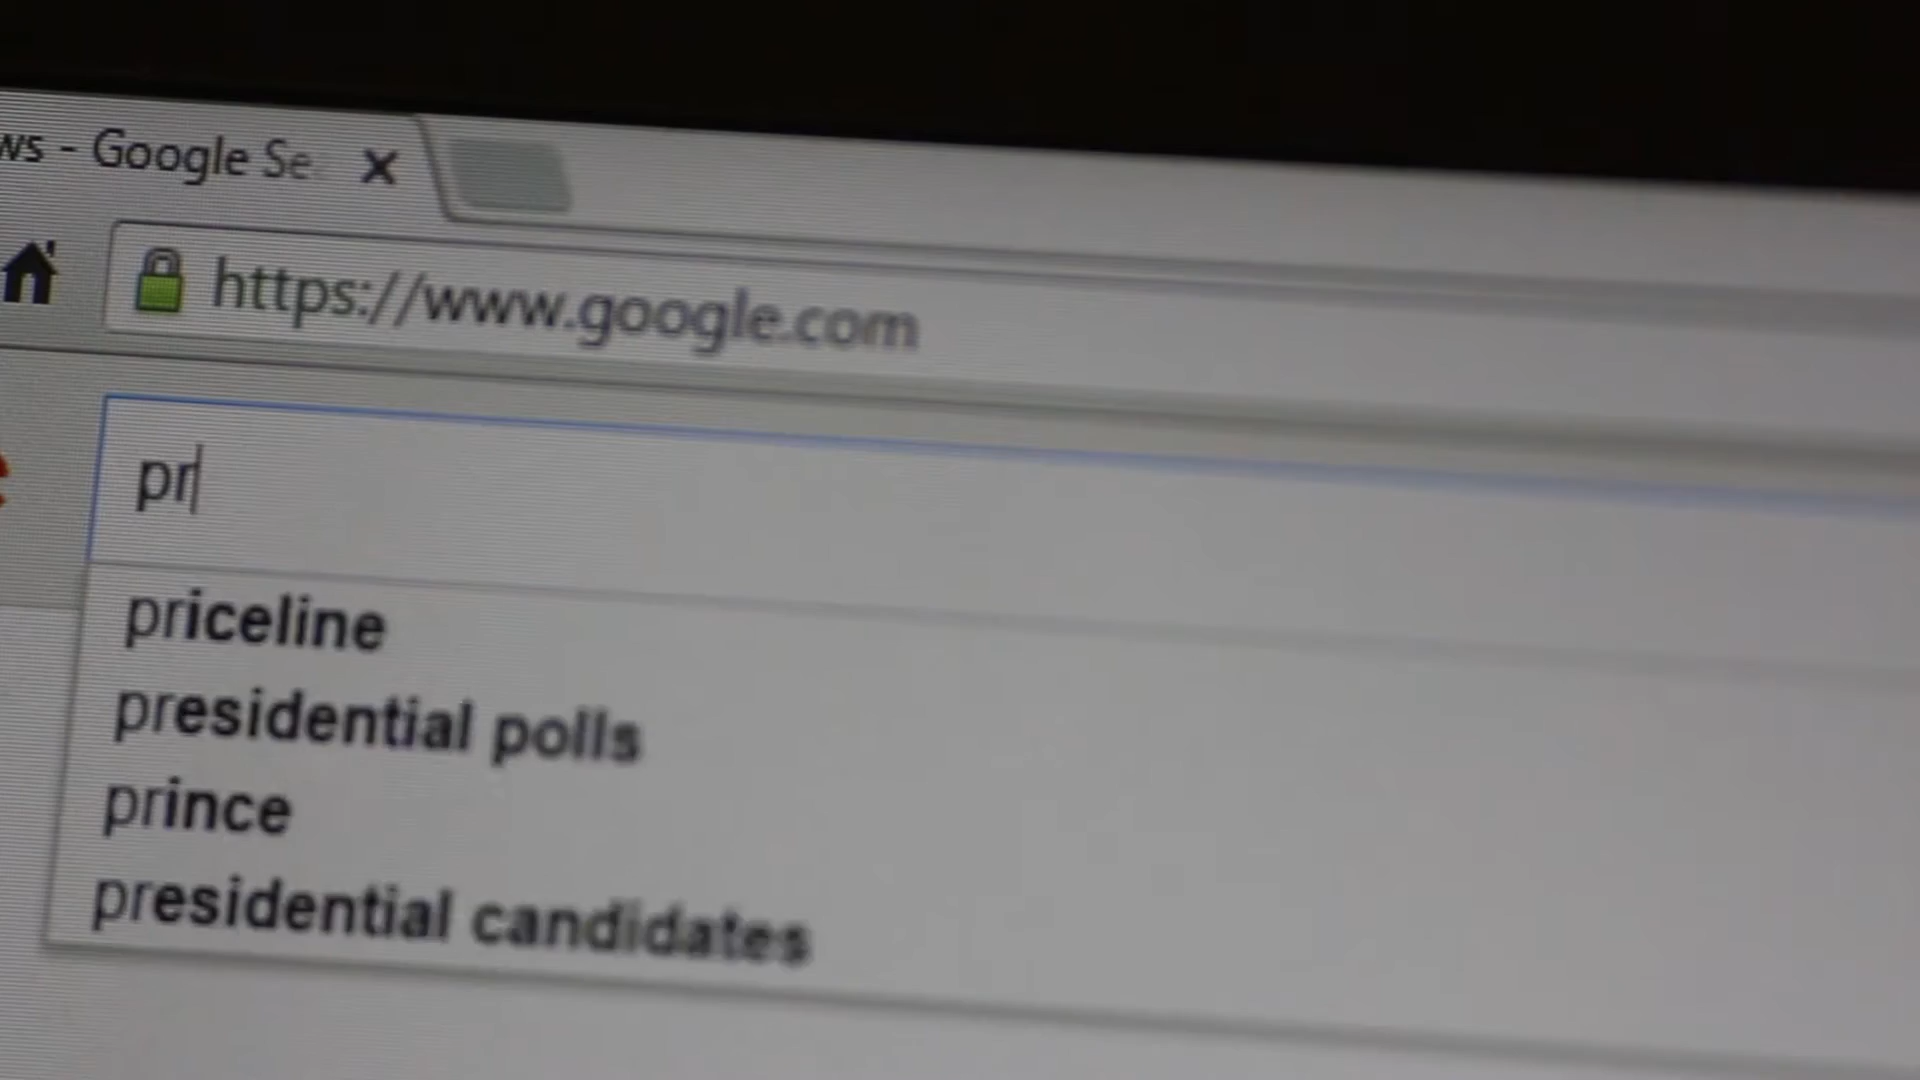 ws - Google Se
https://www.google.com
pr
priceline
presidential polls
prince
presidential candidates